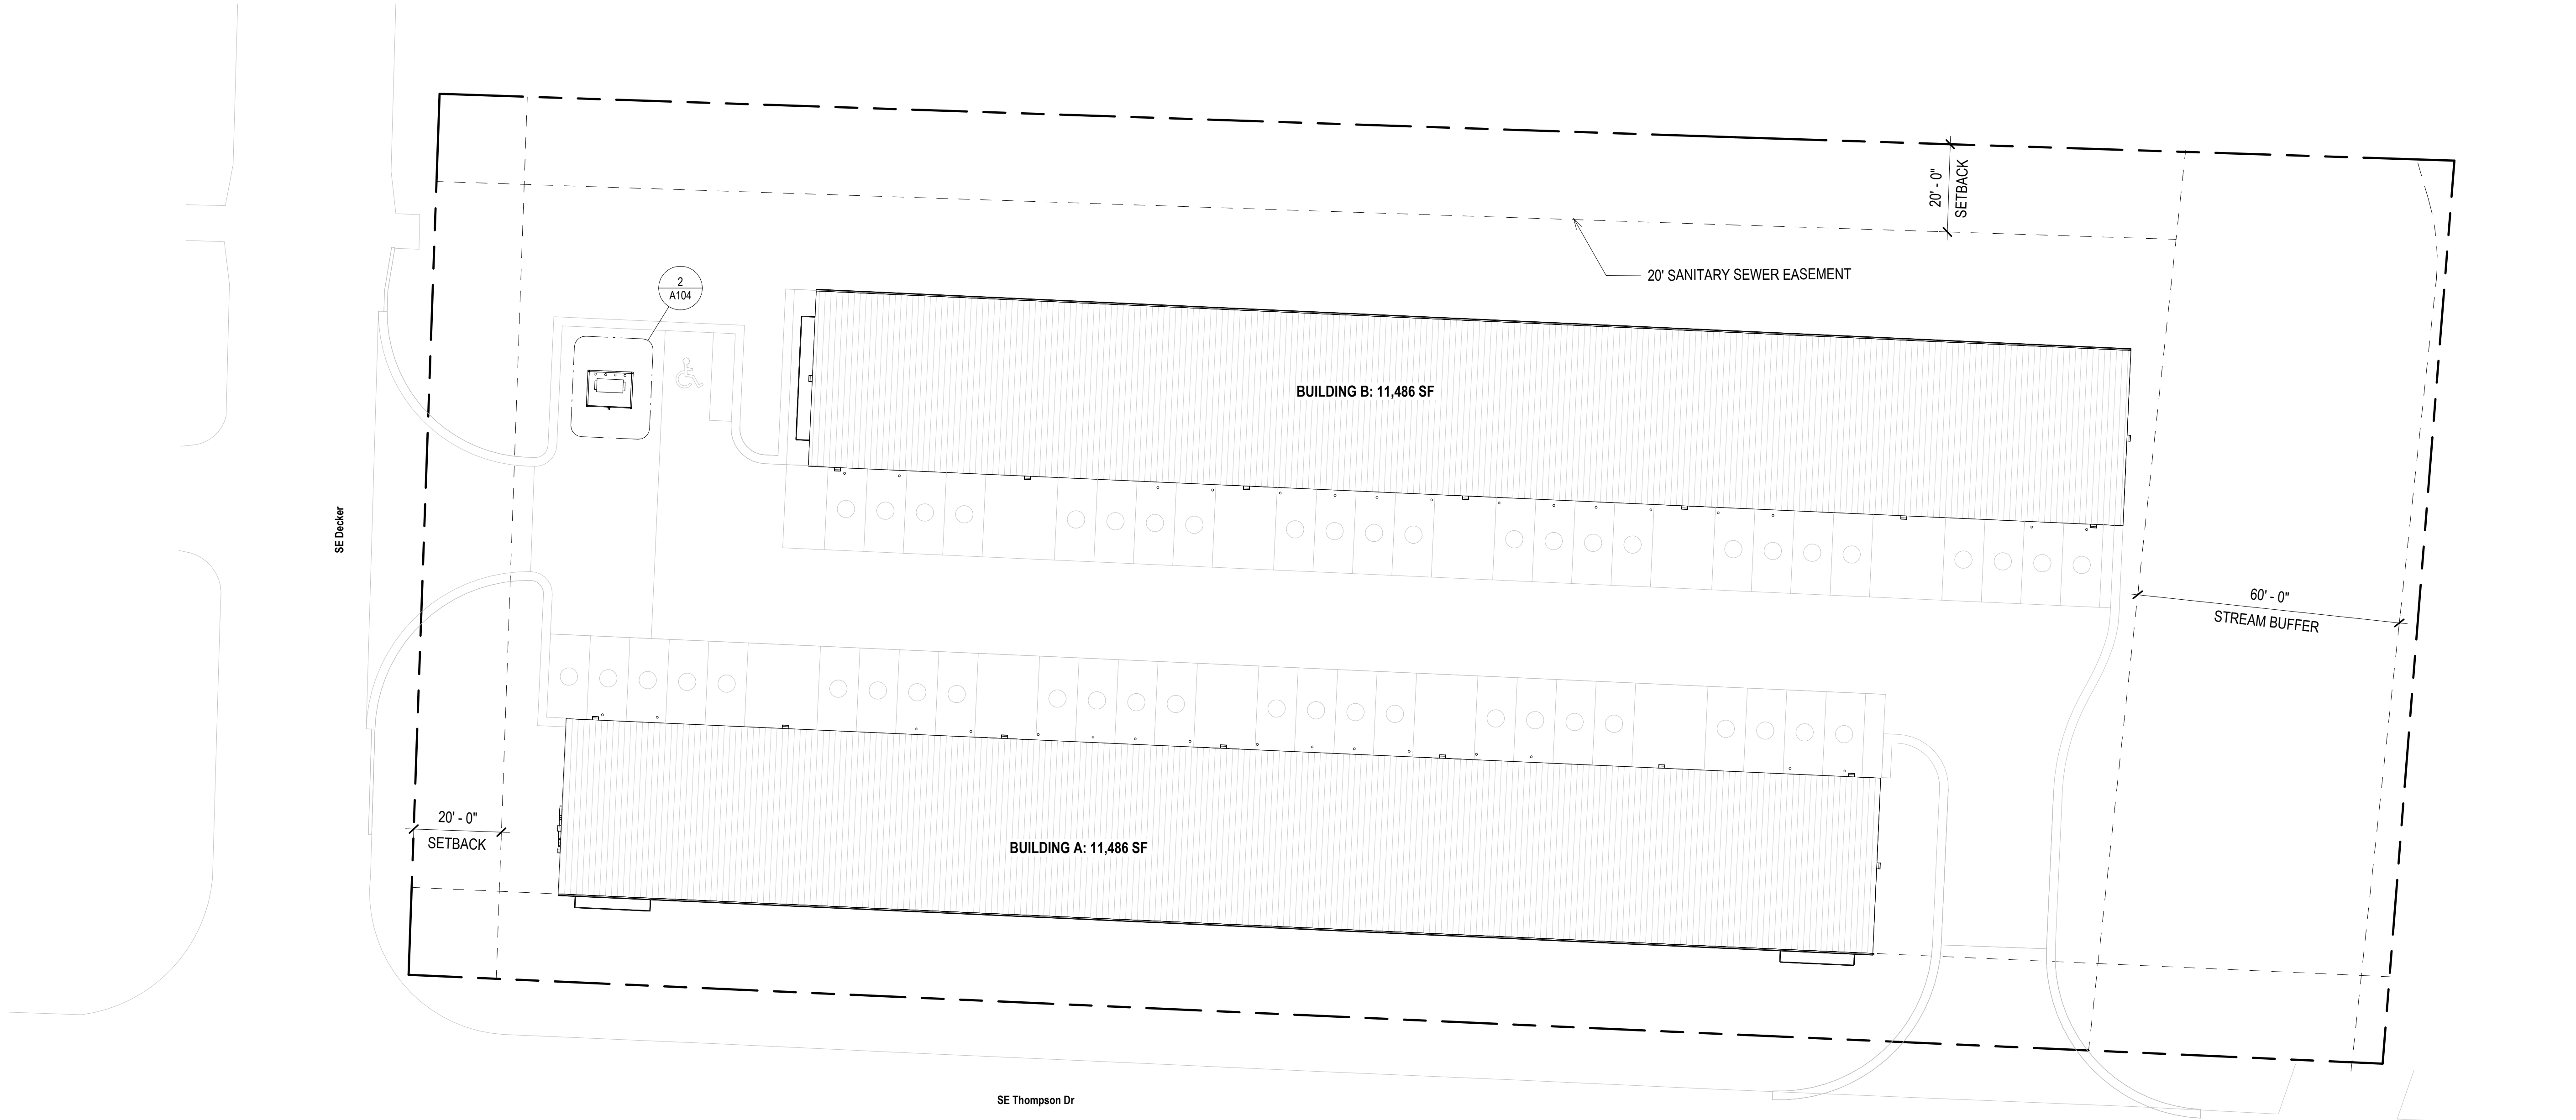 20' - 0"
SETBACK
20' SANITARY SEWER EASEMENT
2
A104
BUILDING B: 11,486 SF
SE Decker
60' - 0"
STREAM BUFFER
20' - 0"
SETBACK
BUILDING A: 11,486 SF
SE Thompson Dr